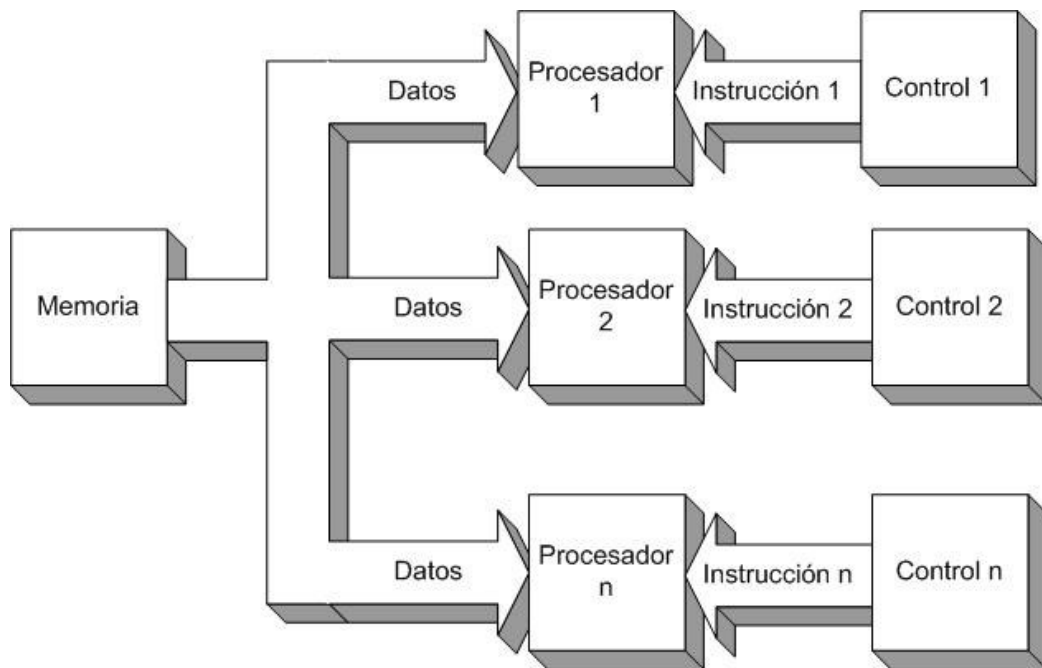 Datos
Procesador
1
Instrucción 1
Control 1
Memoria
Datos
Procesador
2
Instrucción 2
Control 2
Datos
Procesador
n
Instrucción n
Control n